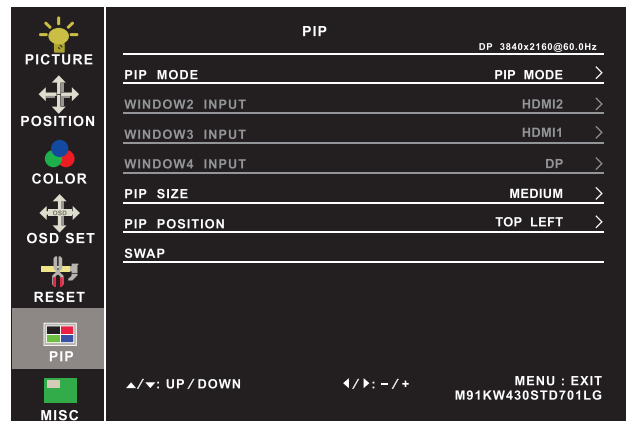 PIP
DP 3840x2160@60.0Hz
PICTURE
POSITION
COLOR
OSD
OSD SET
RESET
PIP
MISC
PIP MODE PIP MODE >
WINDOW2 INPUT HDMI2 >
WINDOW3 INPUT HDMI1 >
WINDOW4 INPUT DP >
PIP SIZE MEDIUM >
PIP POSITION TOP LEFT >
SWAP
▲/▼: UP / DOWN ◀/▶: – / + MENU : EXIT
M91KW430STD701LG